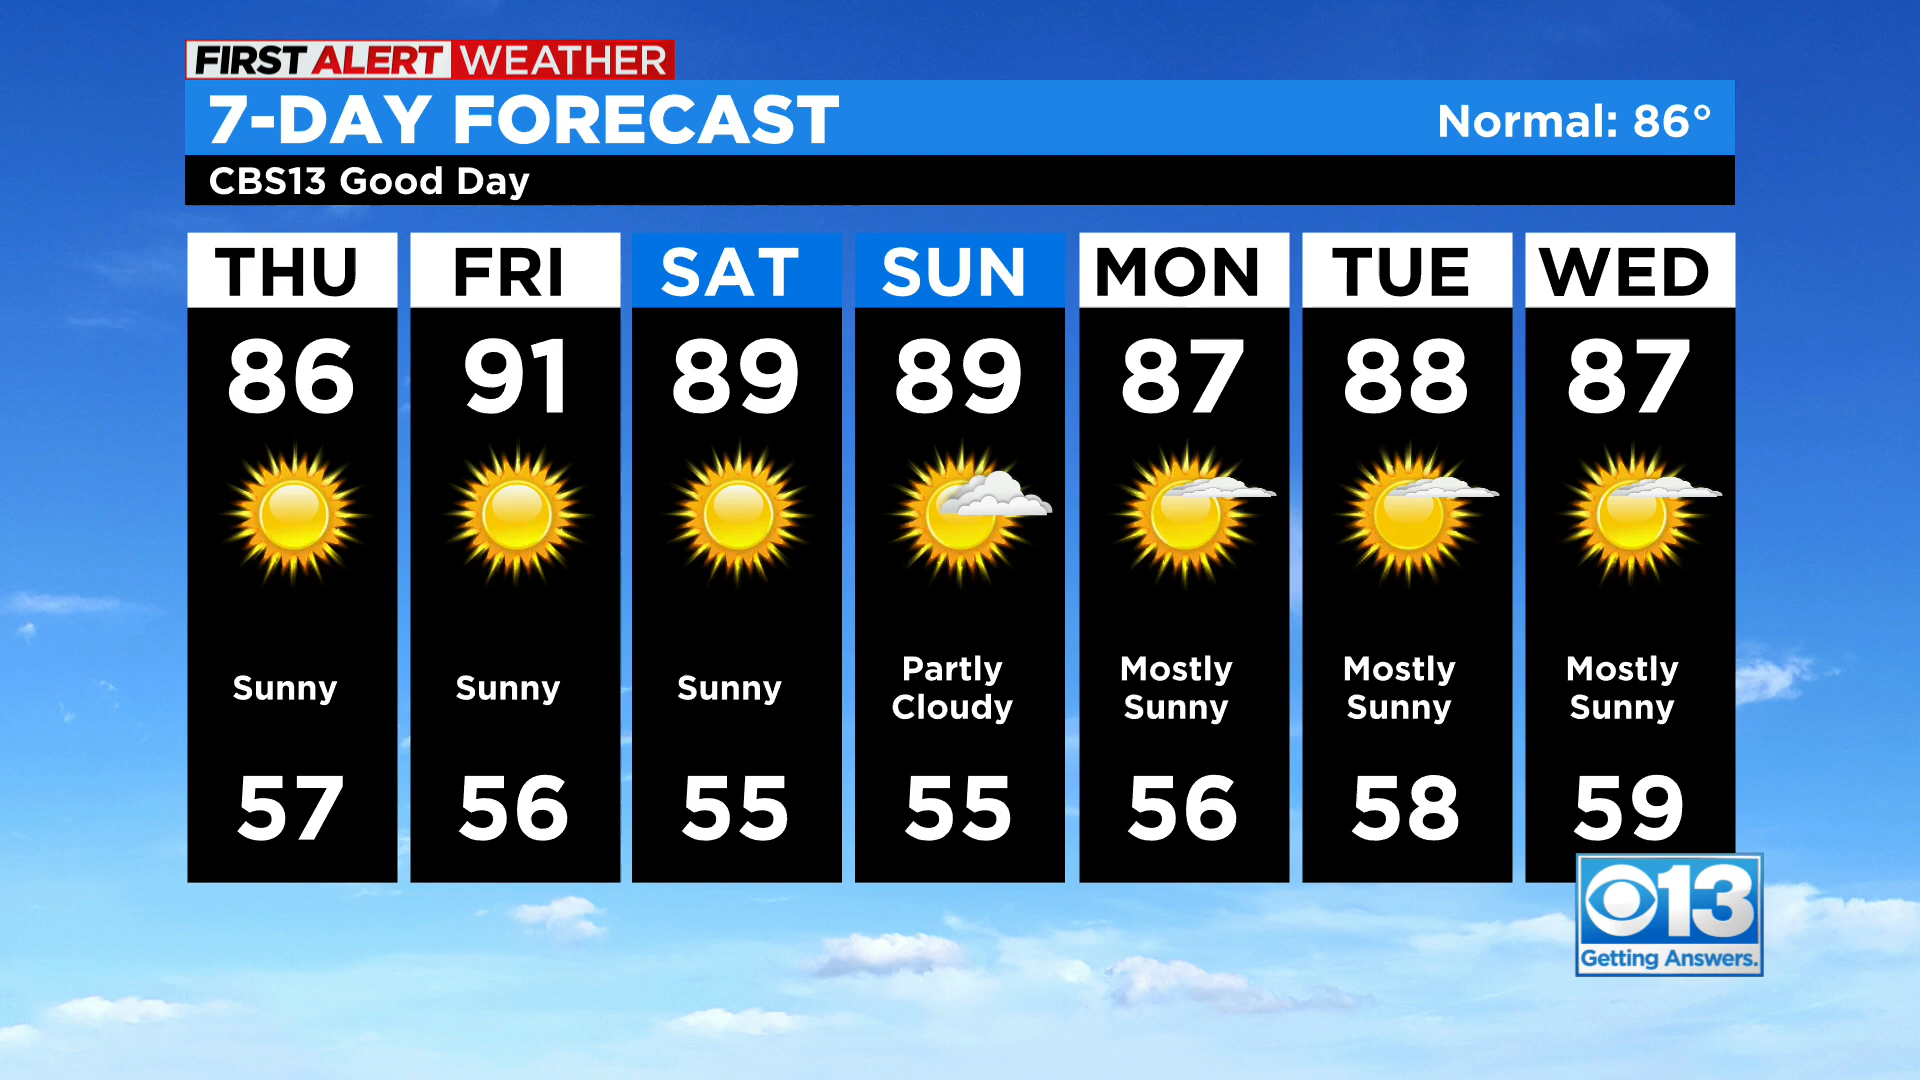 FIRST ALERT WEATHER
7-DAY FORECAST
Normal: 86°
CBS13 Good Day
THU FRI SAT SUN MON TUE WED
86 91 89 89 87 88 87
Sunny Sunny Sunny Partly Cloudy Mostly Sunny Mostly Sunny Mostly Sunny
57 56 55 55 56 58 59
13
Getting Answers.